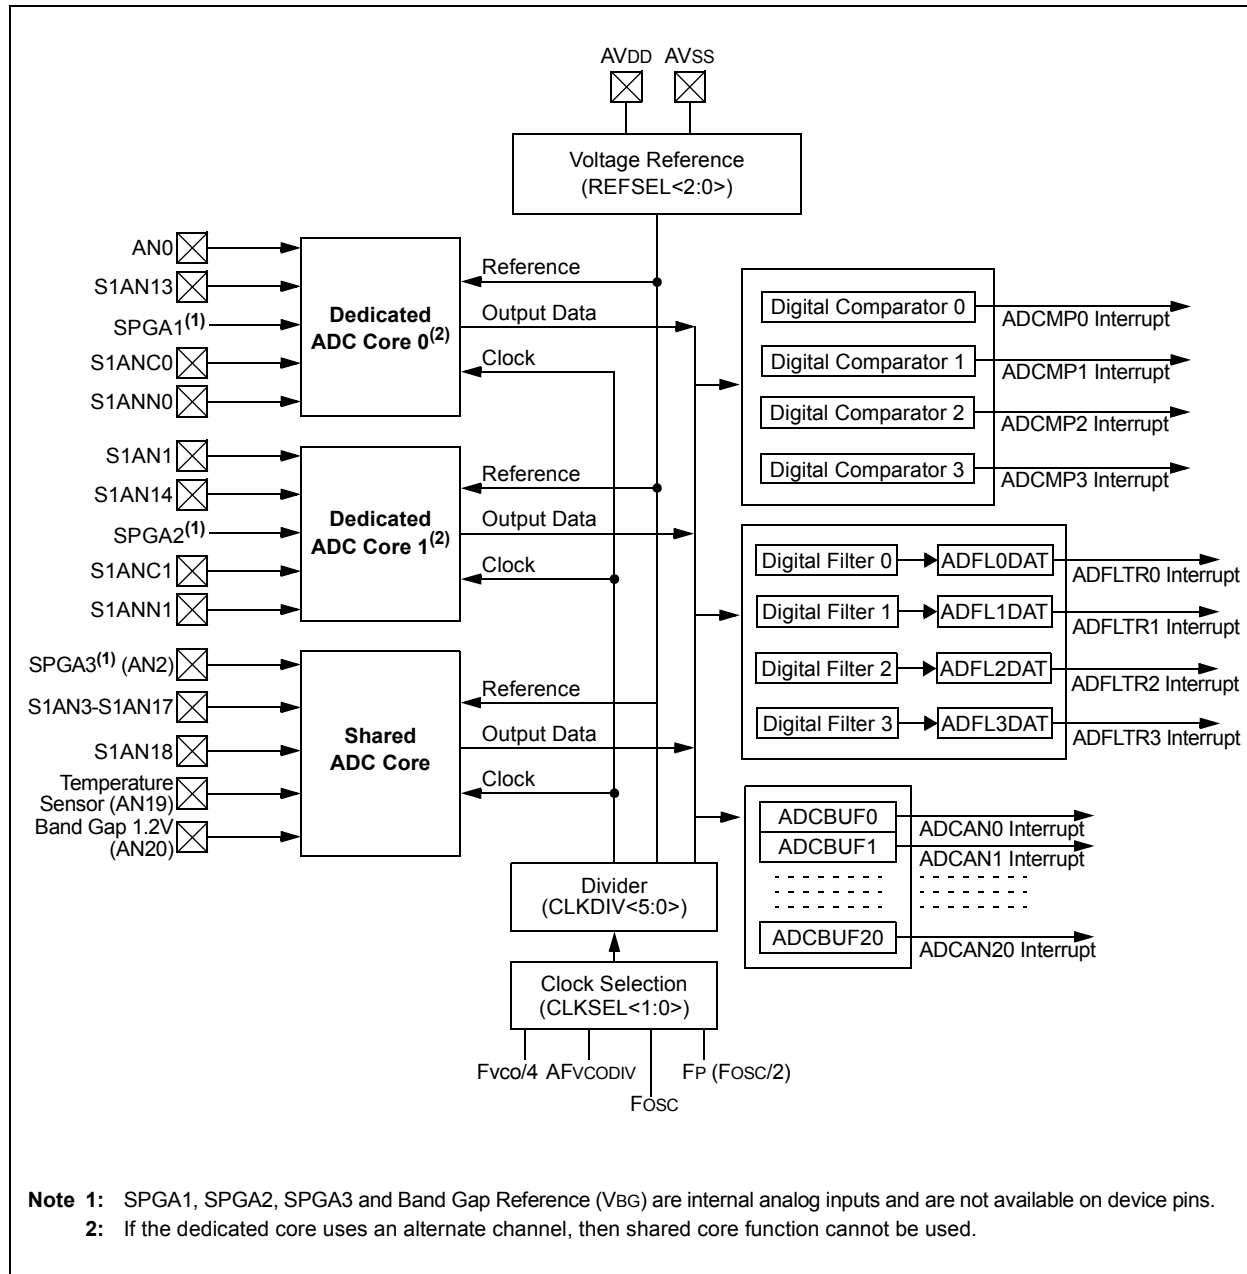 AVDD AVSS
Voltage Reference
(REFSEL<2:0>)
AN0
S1AN13
SPGA1(1)
S1ANC0
S1ANN0
Dedicated
ADC Core 0(2)
Reference
Output Data
Clock
S1AN1
S1AN14
SPGA2(1)
S1ANC1
S1ANN1
Dedicated
ADC Core 1(2)
Reference
Output Data
Clock
SPGA3(1) (AN2)
S1AN3-S1AN17
S1AN18
Temperature
Sensor (AN19)
Band Gap 1.2V
(AN20)
Shared
ADC Core
Reference
Output Data
Clock
Digital Comparator 0
ADCMP0 Interrupt
Digital Comparator 1
ADCMP1 Interrupt
Digital Comparator 2
ADCMP2 Interrupt
Digital Comparator 3
ADCMP3 Interrupt
Digital Filter 0
ADFL0DAT
ADFLTR0 Interrupt
Digital Filter 1
ADFL1DAT
ADFLTR1 Interrupt
Digital Filter 2
ADFL2DAT
ADFLTR2 Interrupt
Digital Filter 3
ADFL3DAT
ADFLTR3 Interrupt
ADCBUF0
ADCAN0 Interrupt
ADCBUF1
ADCAN1 Interrupt
ADCBUF20
ADCAN20 Interrupt
Divider
(CLKDIV<5:0>)
Clock Selection
(CLKSEL<1:0>)
Fvco/4 AFVCODIV FP (FOSC/2)
FOSC
Note 1: SPGA1, SPGA2, SPGA3 and Band Gap Reference (VBG) are internal analog inputs and are not available on device pins.
2: If the dedicated core uses an alternate channel, then shared core function cannot be used.